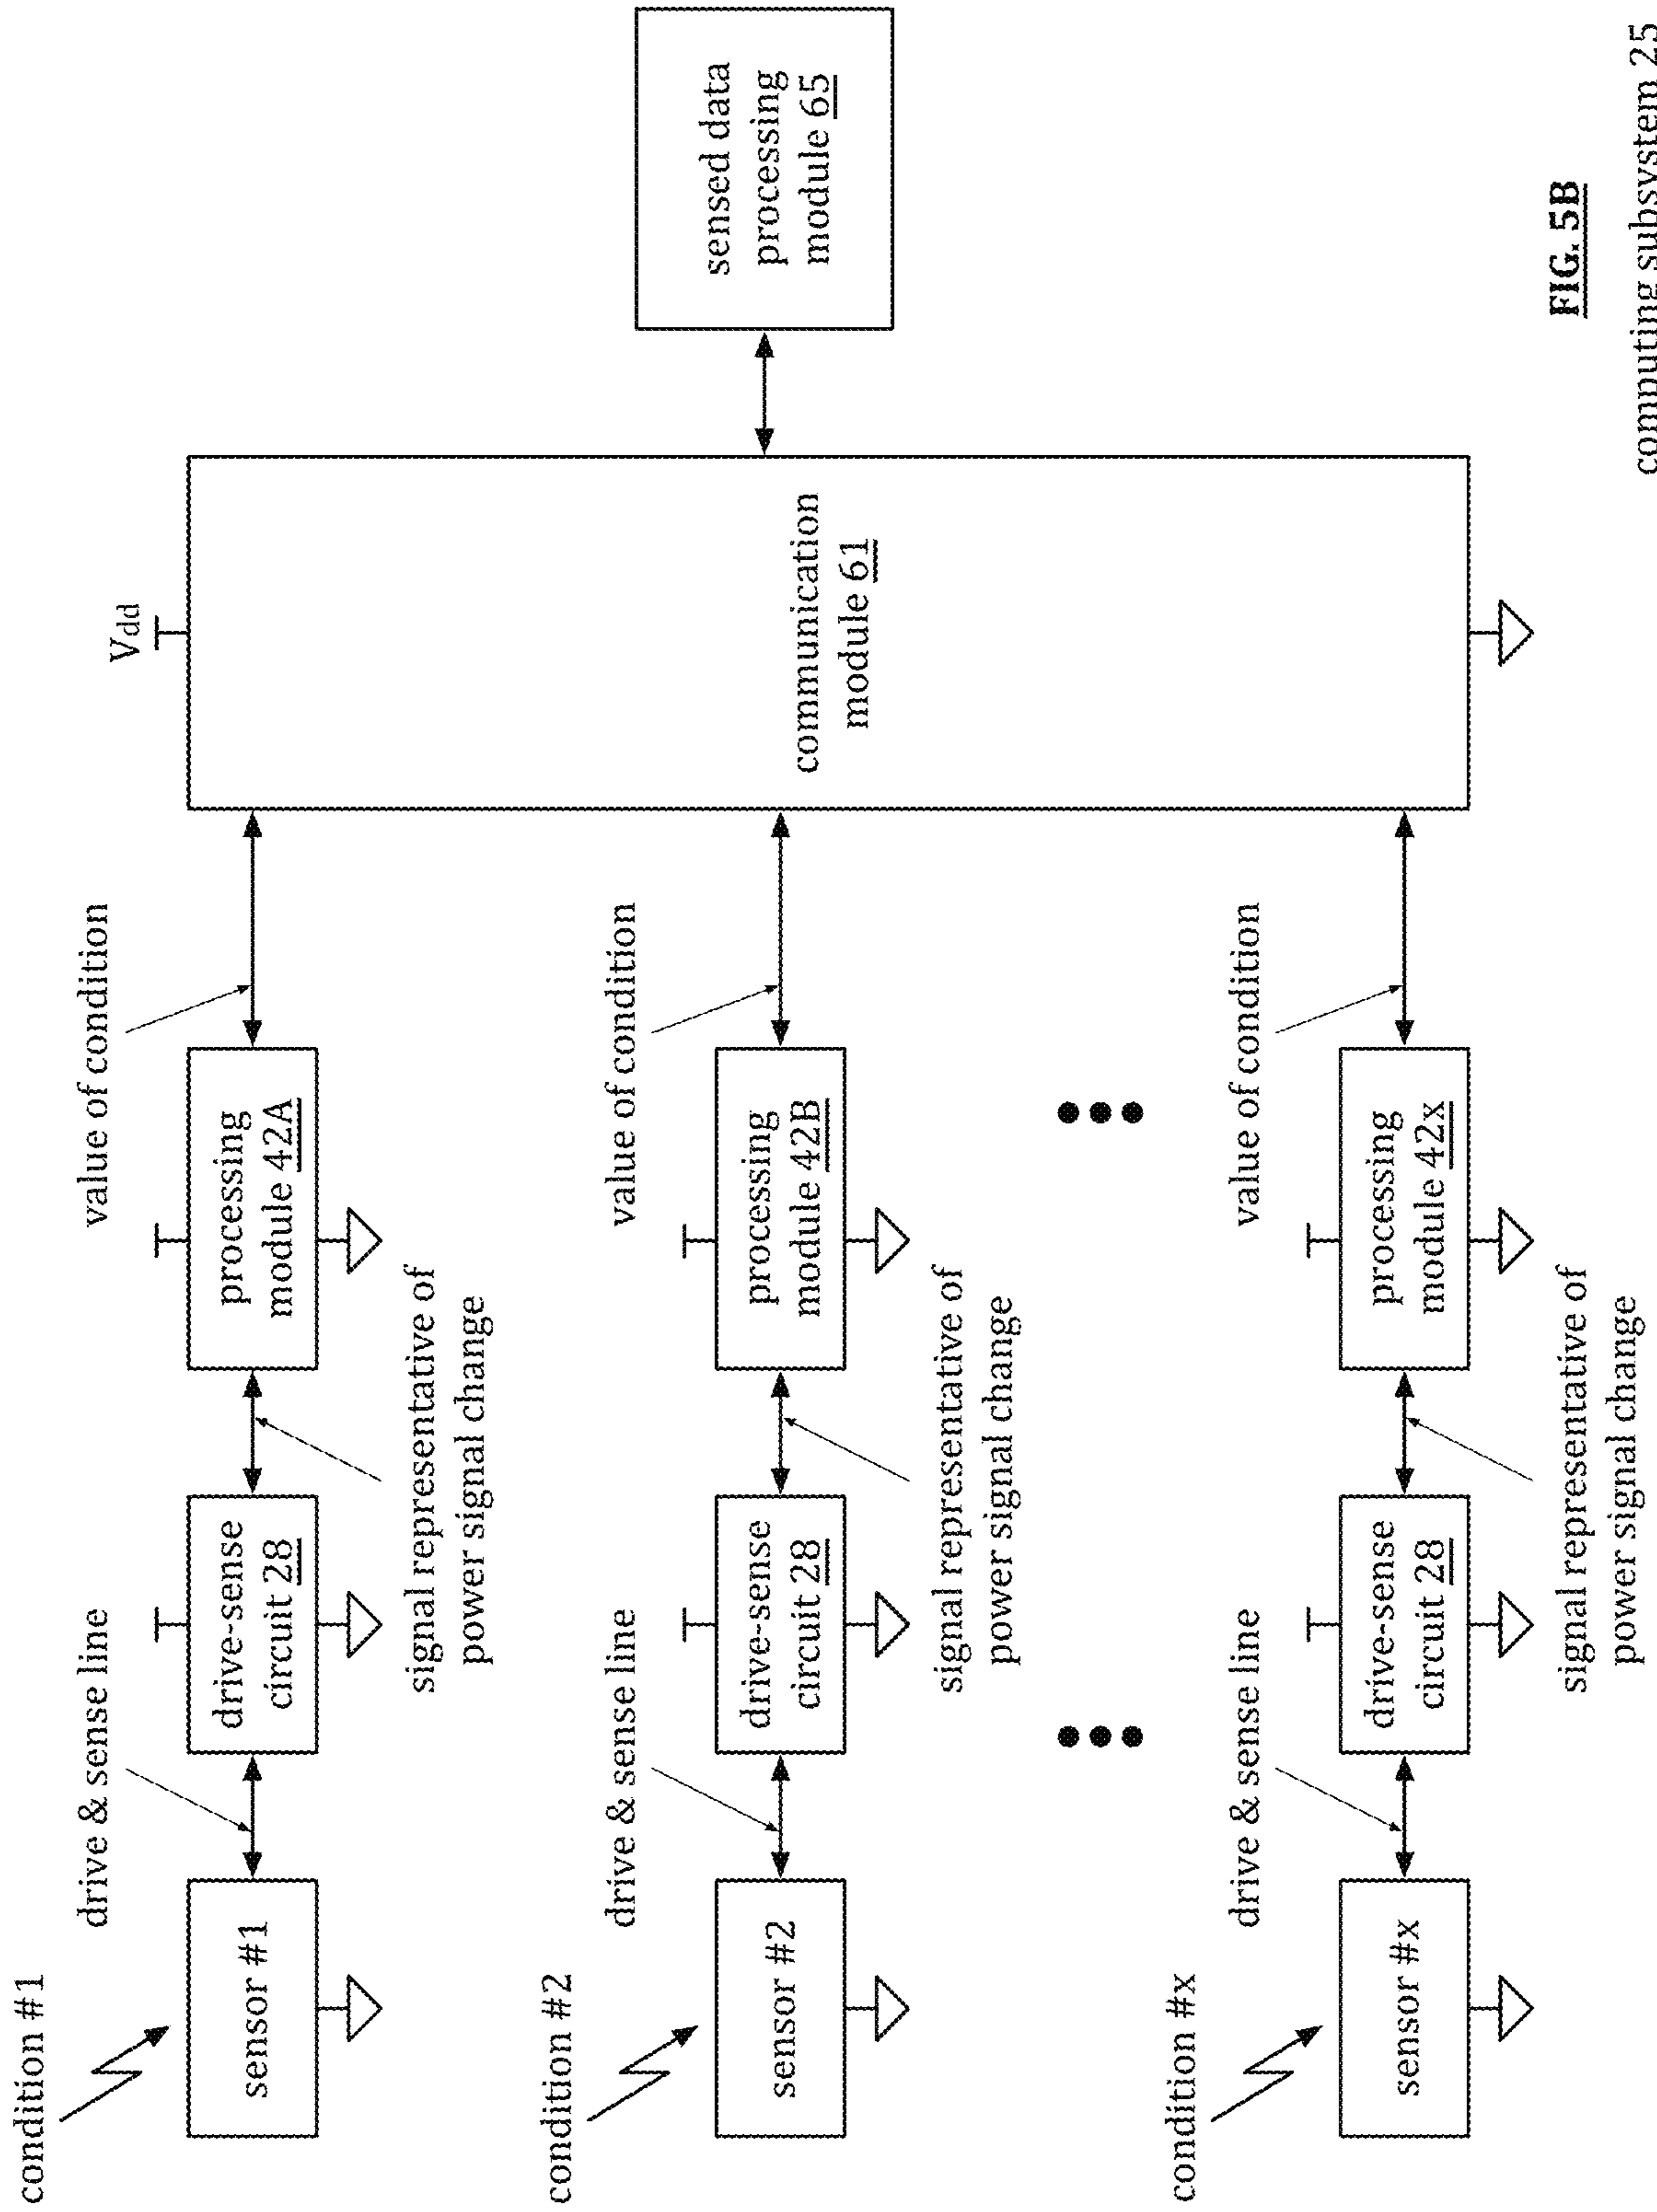 condition #1
drive & sense line
value of condition
Vdd
sensor #1
drive-sense
circuit 28
processing
module 42A
signal representative of
power signal change
condition #2
drive & sense line
value of condition
sensor #2
drive-sense
circuit 28
processing
module 42B
signal representative of
power signal change
communication
module 61
sensed data
processing
module 65
condition #x
drive & sense line
value of condition
sensor #x
drive-sense
circuit 28
processing
module 42x
signal representative of
power signal change
FIG. 5B
computing subsystem 25